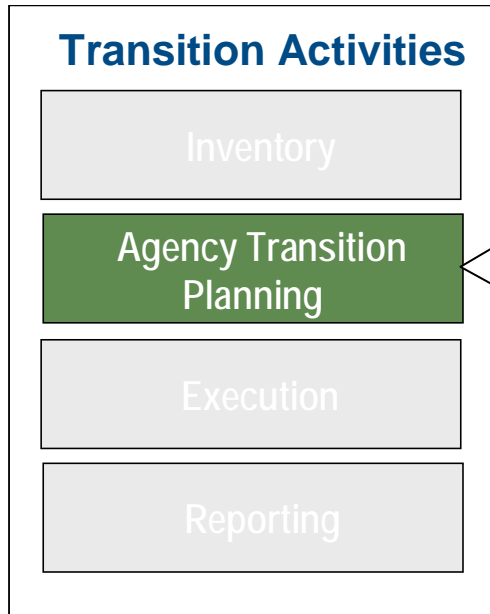 Transition Activities
Inventory
Agency Transition
Planning
Execution
Reporting